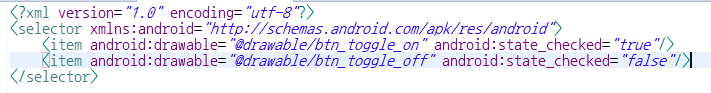 <?xml version="1.0" encoding="utf-8"?>
<selector xmlns:android="http://schemas.android.com/apk/res/android">
    <item android:drawable="@drawable/btn_toggle_on" android:state_checked="true"/>
    <item android:drawable="@drawable/btn_toggle_off" android:state_checked="false"/>
</selector>